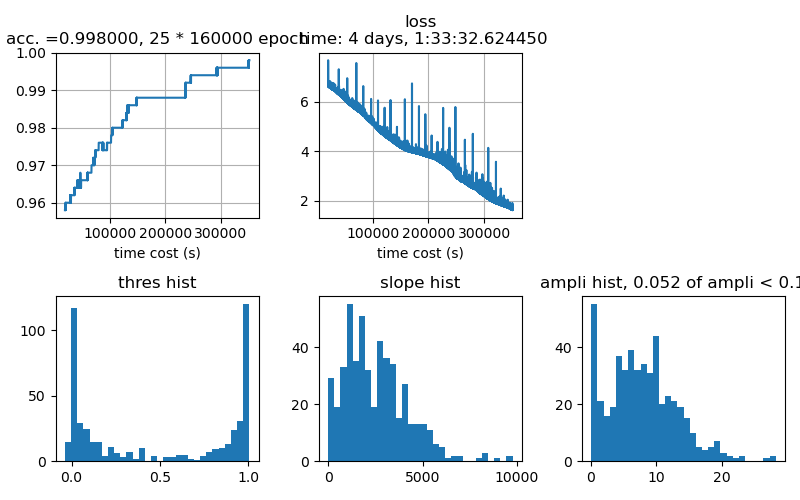 loss
acc. =0.998000, 25 * 160000 epoch
time: 4 days, 1:33:32.624450
1.00
0.99
0.98
0.97
0.96
100000 200000 300000
time cost (s)
6
4
2
100000 200000 300000
time cost (s)
thres hist
100
50
0
0.0 0.5 1.0
slope hist
40
20
0
0 5000 10000
ampli hist, 0.052 of ampli < 0.1
40
20
0
0 10 20